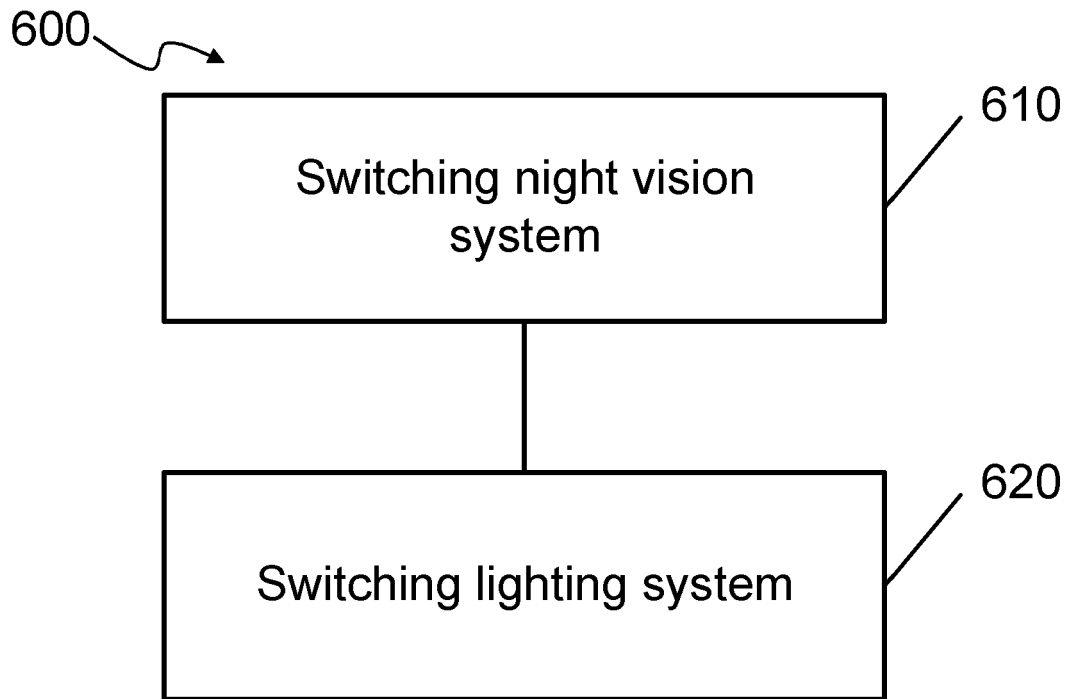 600
610
Switching night vision
system
620
Switching lighting system